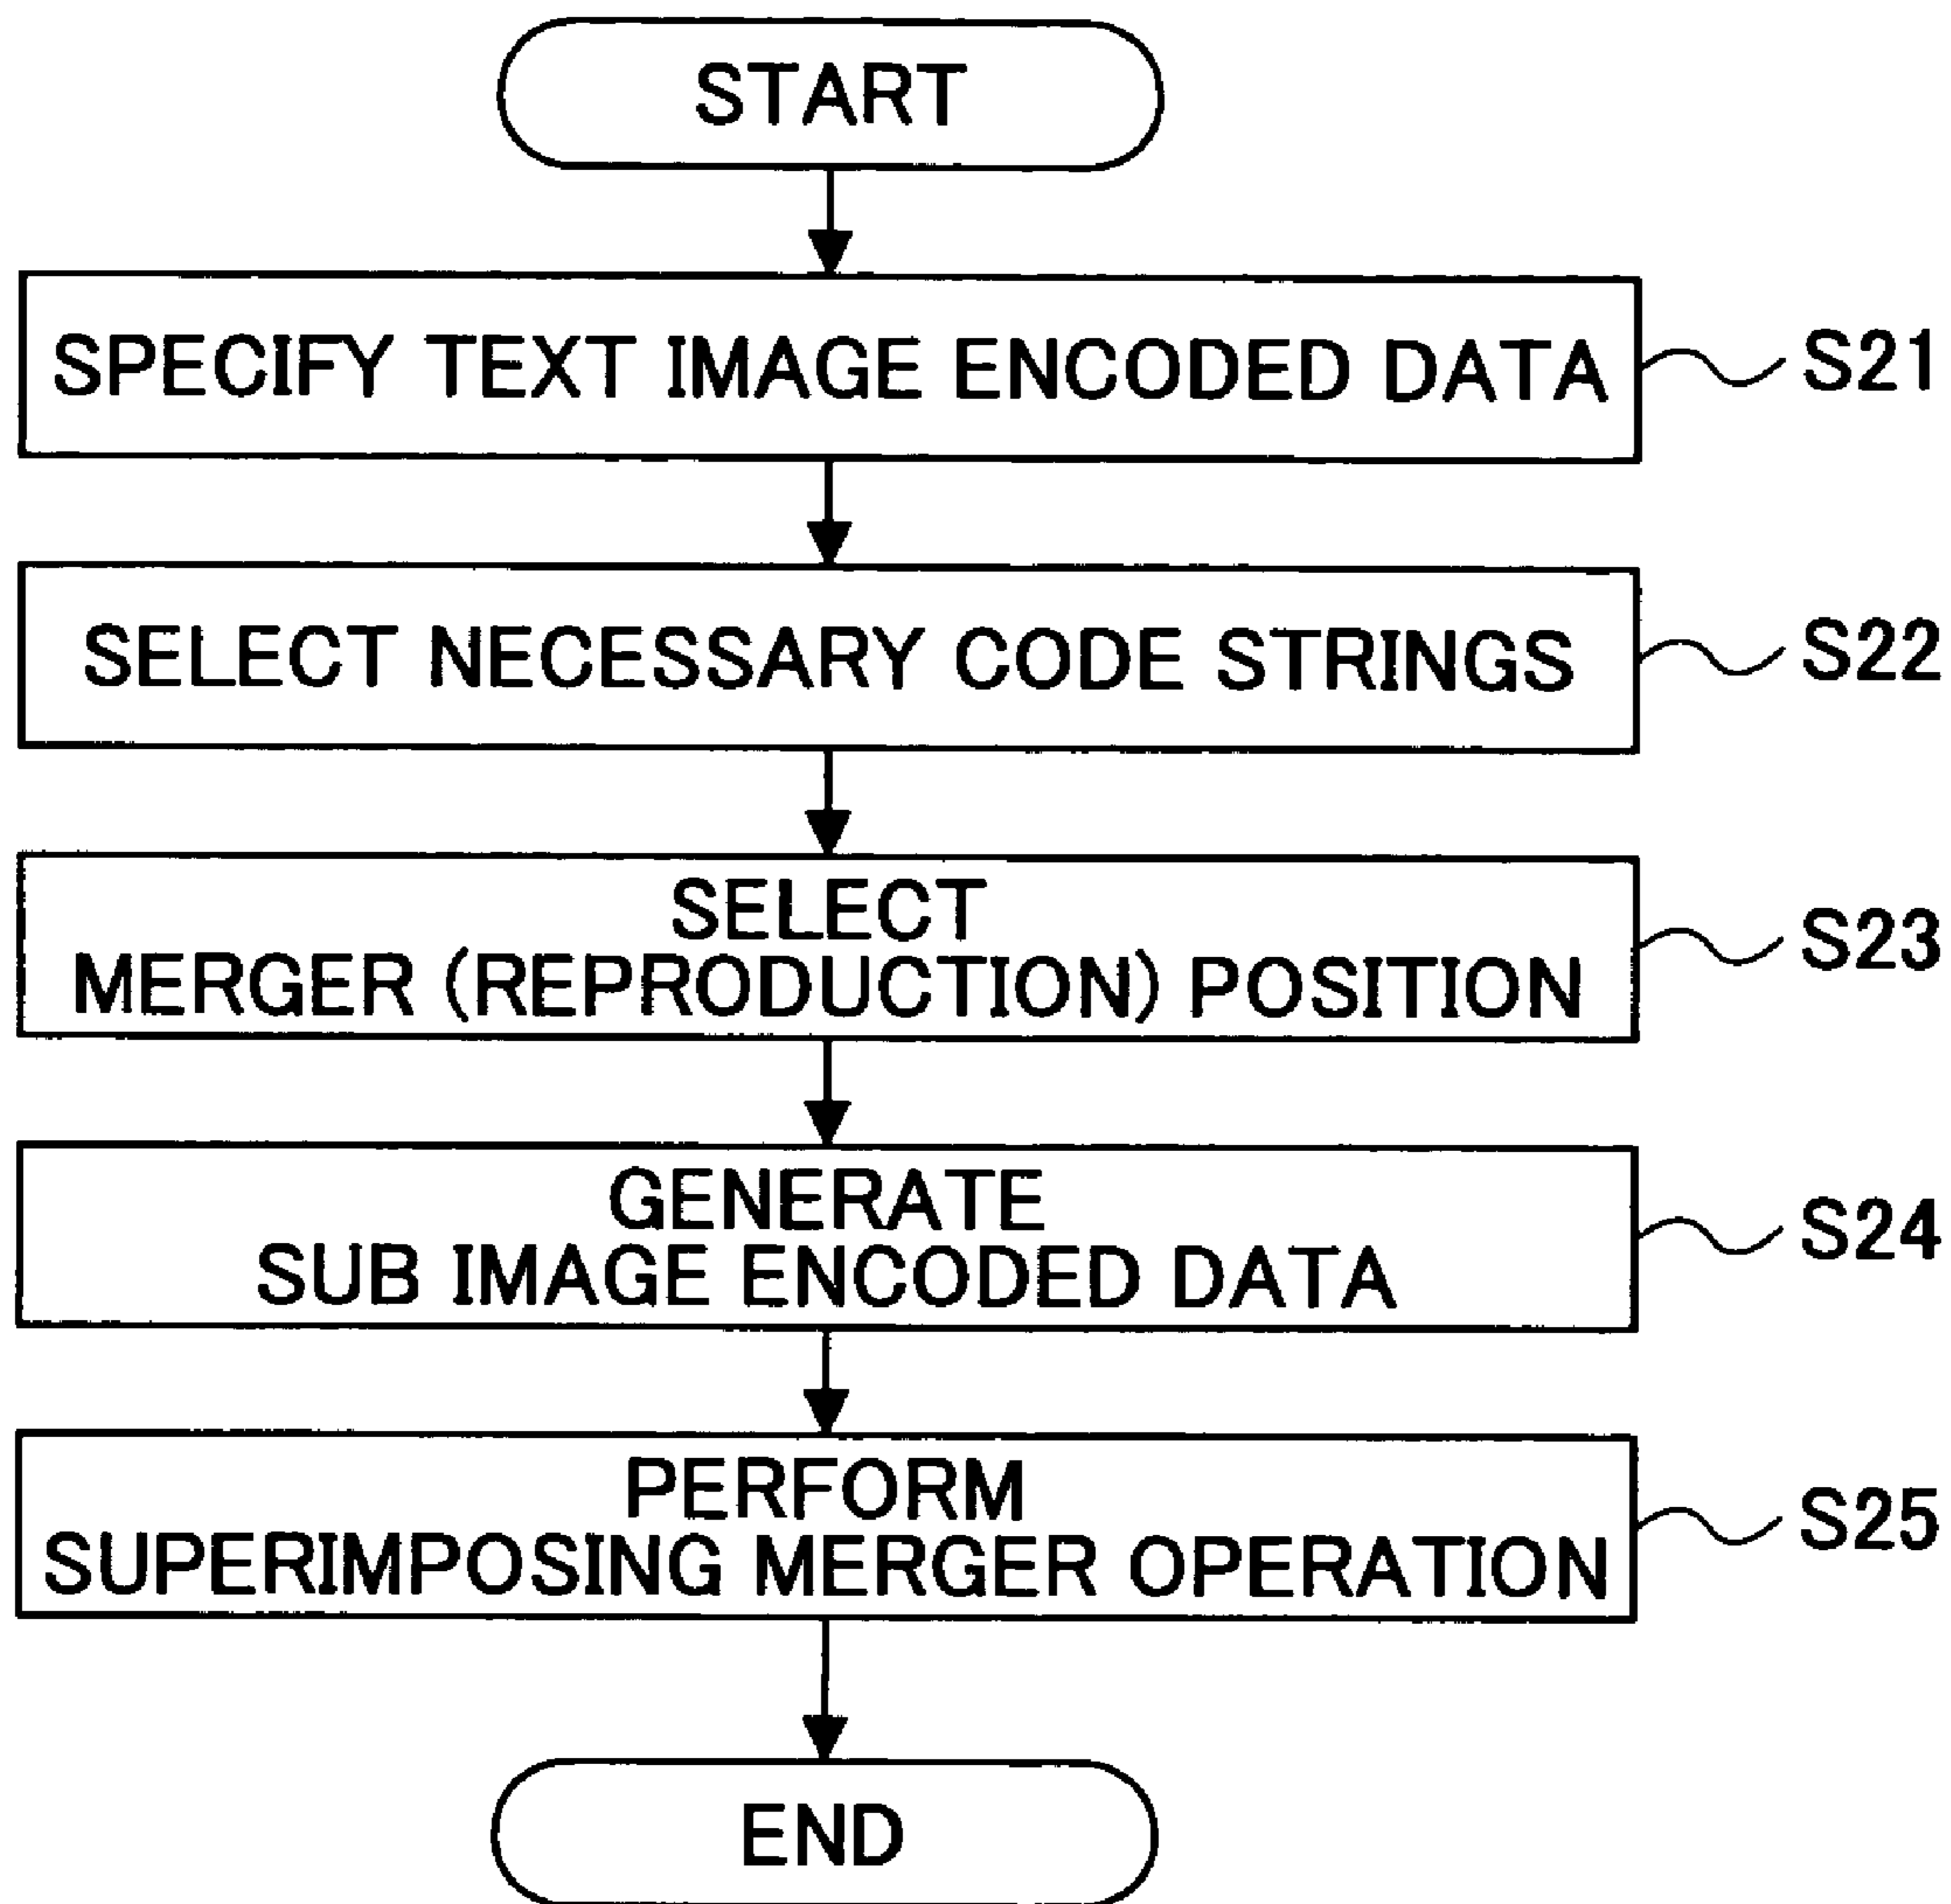 START
SPECIFY TEXT IMAGE ENCODED DATA
S21
SELECT NECESSARY CODE STRINGS
S22
SELECT
MERGER (REPRODUCTION) POSITION
S23
GENERATE
SUB IMAGE ENCODED DATA
S24
PERFORM
SUPERIMPOSING MERGER OPERATION
S25
END